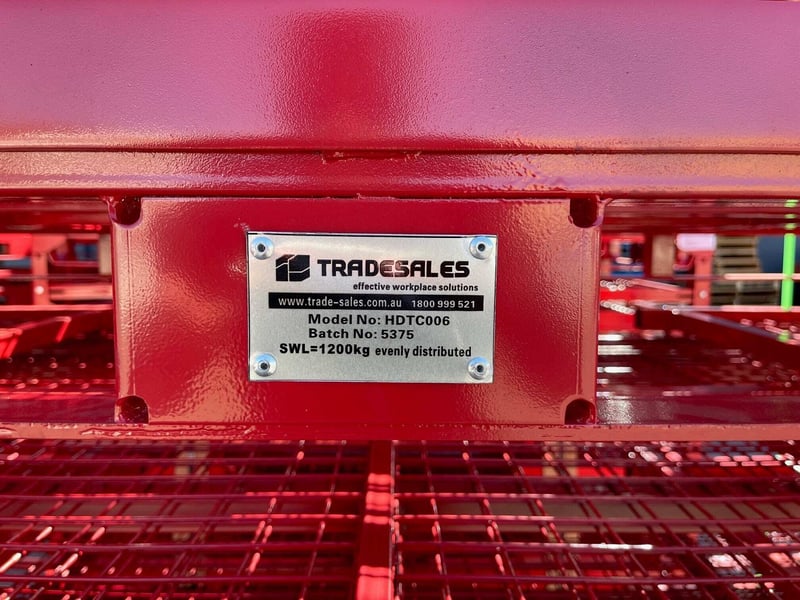 TRADESALES
effective workplace solutions
www.trade-sales.com.au 1800 999 521
Model No: HDTC006
Batch No: 5375
SWL=1200kg evenly distributed